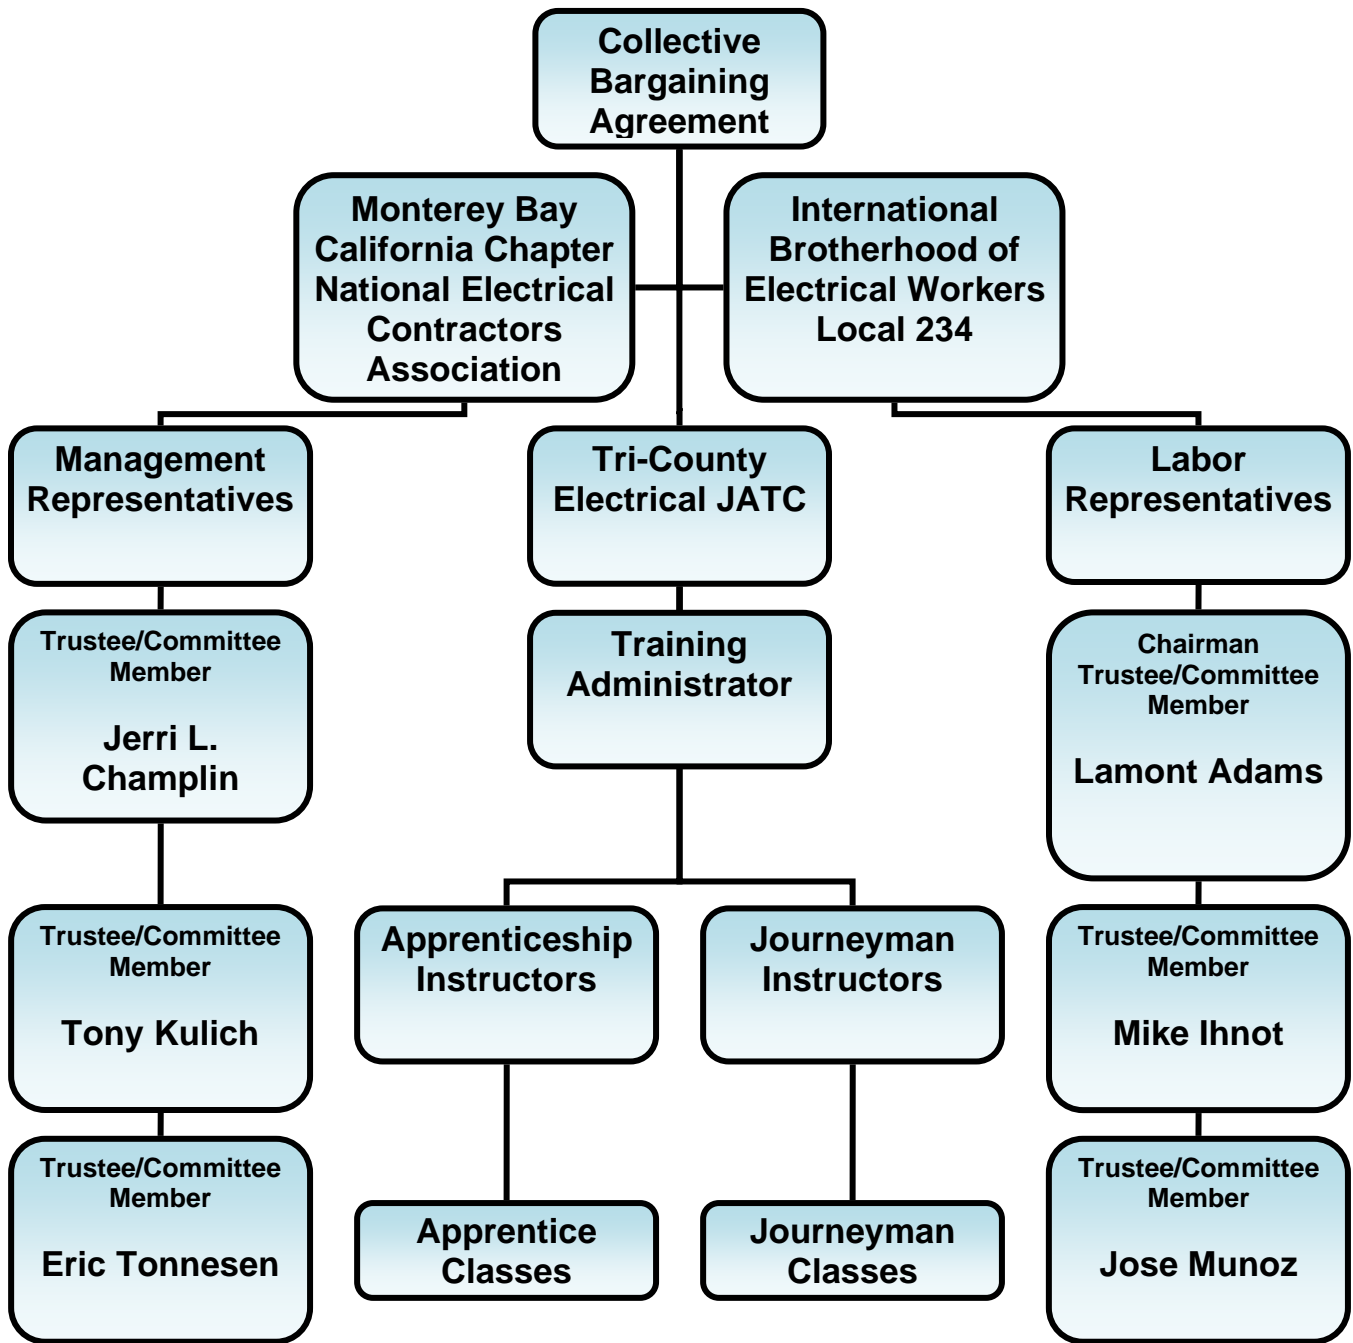 Collective
Bargaining
Agreement
Monterey Bay
California Chapter
National Electrical
Contractors
Association
International
Brotherhood of
Electrical Workers
Local 234
Management
Representatives
Tri-County
Electrical JATC
Labor
Representatives
Trustee/Committee
Member
Jerri L.
Champlin
Training
Administrator
Chairman
Trustee/Committee
Member
Lamont Adams
Trustee/Committee
Member
Tony Kulich
Apprenticeship
Instructors
Journeyman
Instructors
Trustee/Committee
Member
Mike Ihnot
Trustee/Committee
Member
Eric Tonnesen
Apprentice
Classes
Journeyman
Classes
Trustee/Committee
Member
Jose Munoz